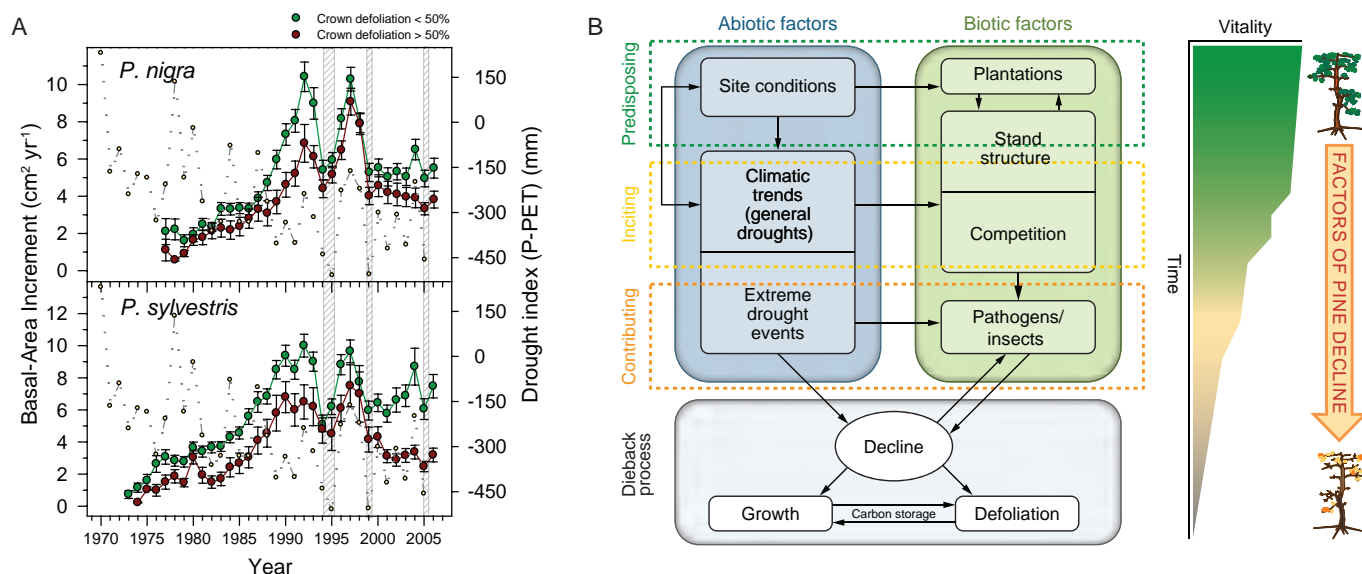 A
Crown defoliation < 50%
Crown defoliation > 50%
P. nigra
10
8
6
4
2
0
150
0
-150
-300
-450
P. sylvestris
12
10
8
6
4
2
0
150
0
-150
-300
-450
Basal-Area Increment (cm² yr⁻¹)
Drought index (P-PET) (mm)
1970 1975 1980 1985 1990 1995 2000 2005
Year
B
Abiotic factors
Biotic factors
Predisposing
Inciting
Contributing
Site conditions
Plantations
Stand
structure
Climatic
trends
(general
droughts)
Competition
Extreme
drought
events
Pathogens/
insects
Dieback
process
Decline
Growth
Carbon storage
Defoliation
Vitality
Time
FACTORS OF PINE DECLINE